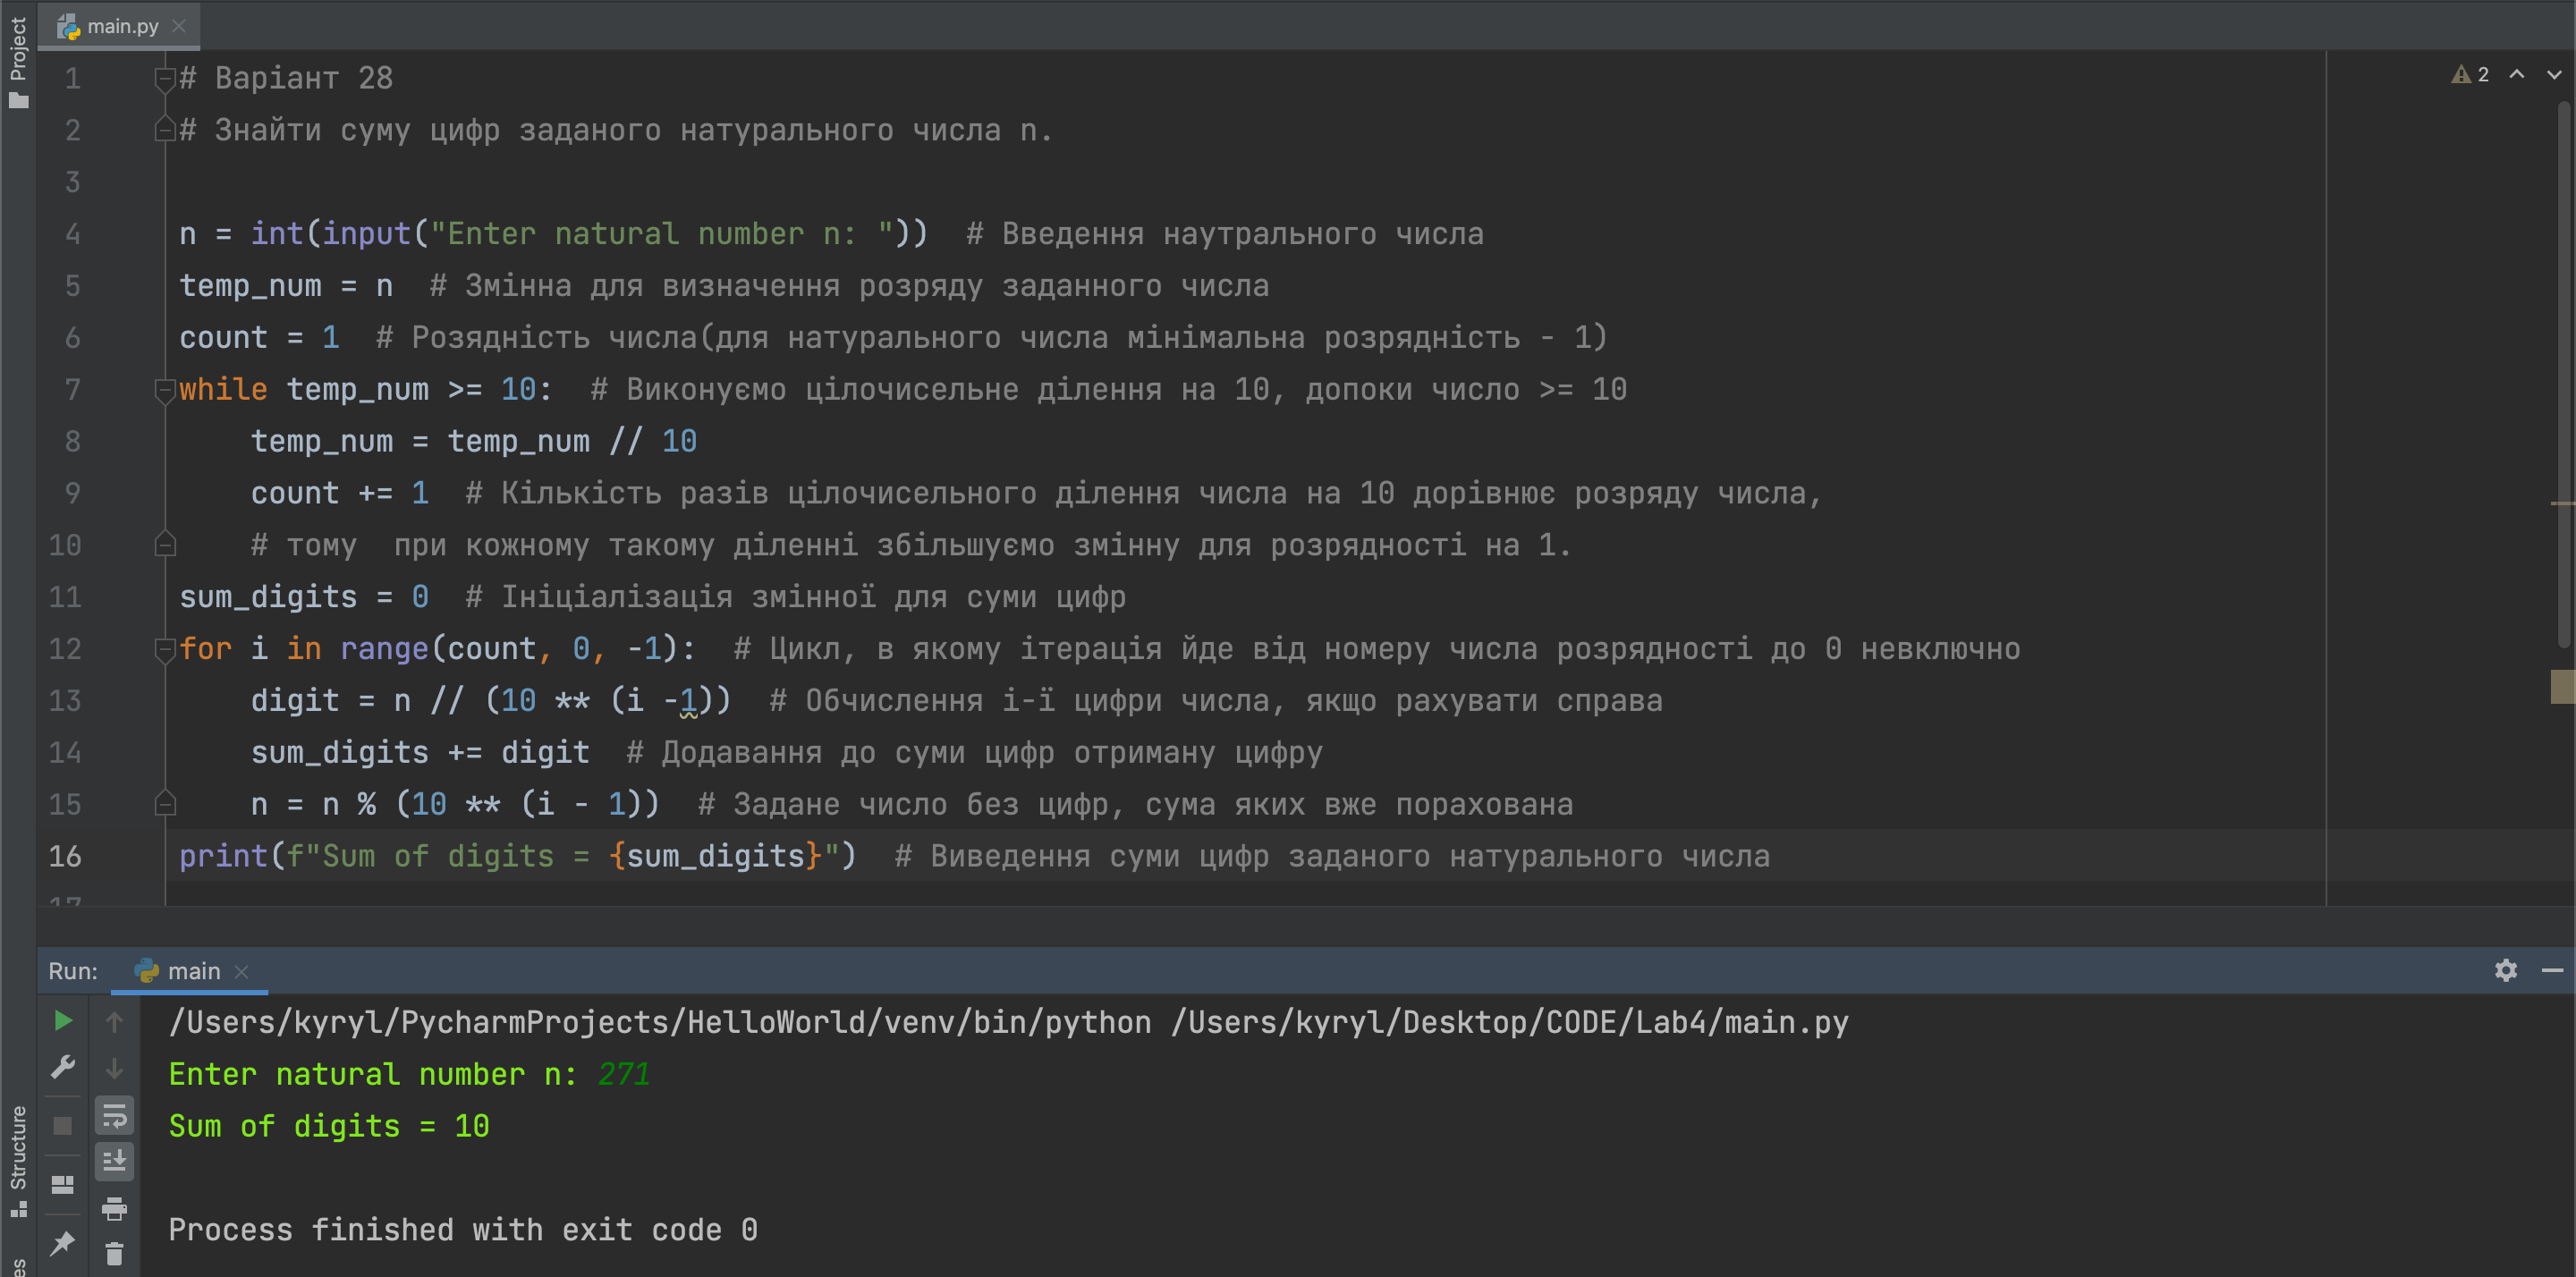 Project
main.py
2
1 # Варіант 28
2 # Знайти суму цифр заданого натурального числа n.
3
4 n = int(input("Enter natural number n: "))  # Введення наутрального числа
5 temp_num = n  # Змінна для визначення розряду заданного числа
6 count = 1  # Розядність числа(для натурального числа мінімальна розрядність - 1)
7 while temp_num >= 10:  # Виконуємо цілочисельне ділення на 10, допоки число >= 10
8     temp_num = temp_num // 10
9     count += 1  # Кількість разів цілочисельного ділення числа на 10 дорівнює розряду числа,
10     # тому  при кожному такому діленні збільшуємо змінну для розрядності на 1.
11 sum_digits = 0  # Ініціалізація змінної для суми цифр
12 for i in range(count, 0, -1):  # Цикл, в якому ітерація йде від номеру числа розрядності до 0 невключно
13     digit = n // (10 ** (i -1))  # Обчислення i-ї цифри числа, якщо рахувати справа
14     sum_digits += digit  # Додавання до суми цифр отриману цифру
15     n = n % (10 ** (i - 1))  # Задане число без цифр, сума яких вже порахована
16 print(f"Sum of digits = {sum_digits}")  # Виведення суми цифр заданого натурального числа
17
Run: main
/Users/kyryl/PycharmProjects/HelloWorld/venv/bin/python /Users/kyryl/Desktop/CODE/Lab4/main.py
Enter natural number n: 271
Sum of digits = 10
Process finished with exit code 0
Structure